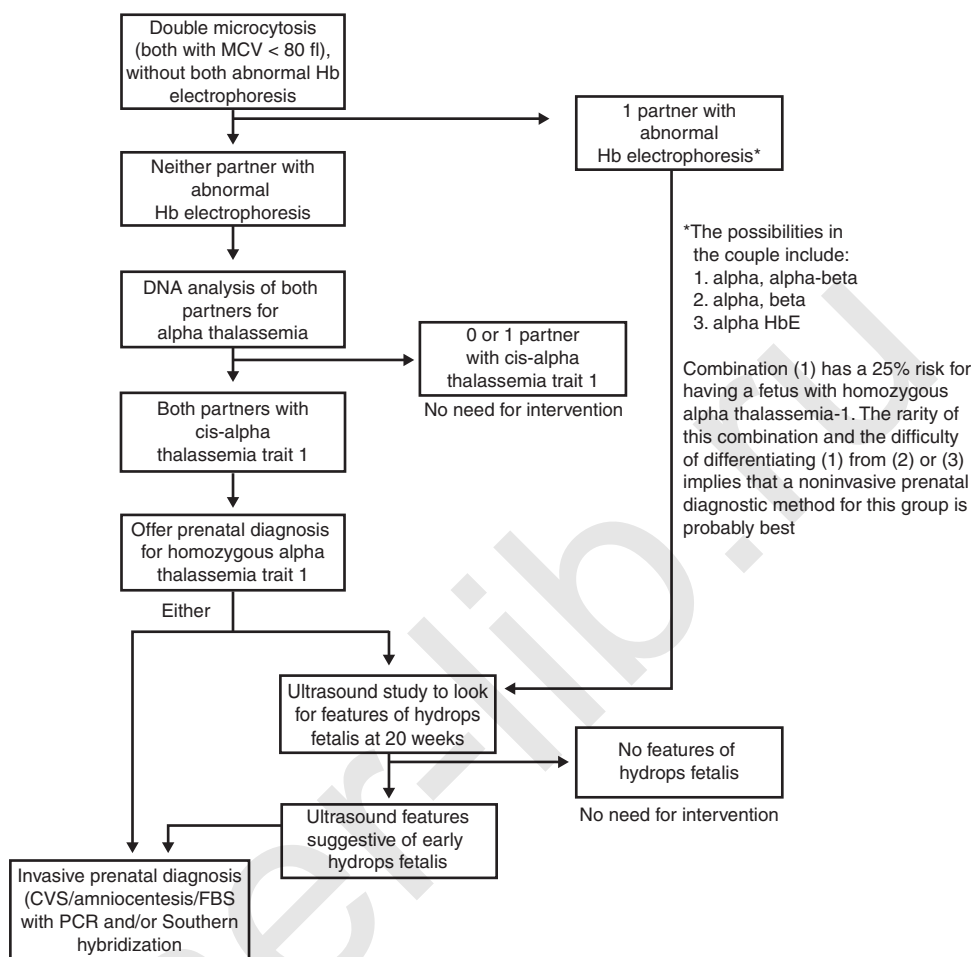 Double microcytosis
(both with MCV < 80 fl),
without both abnormal Hb
electrophoresis
1 partner with
abnormal
Hb electrophoresis*
Neither partner with
abnormal
Hb electrophoresis
*The possibilities in
the couple include:
1. alpha, alpha-beta
2. alpha, beta
3. alpha HbE
DNA analysis of both
partners for
alpha thalassemia
0 or 1 partner
with cis-alpha
thalassemia trait 1
No need for intervention
Combination (1) has a 25% risk for
having a fetus with homozygous
alpha thalassemia-1. The rarity of
this combination and the difficulty
of differentiating (1) from (2) or (3)
implies that a noninvasive prenatal
diagnostic method for this group is
probably best
Both partners with
cis-alpha
thalassemia trait 1
Offer prenatal diagnosis
for homozygous alpha
thalassemia trait 1
Either
Ultrasound study to look
for features of hydrops
fetalis at 20 weeks
No features of
hydrops fetalis
No need for intervention
Ultrasound features
suggestive of early
hydrops fetalis
Invasive prenatal diagnosis
(CVS/amniocentesis/FBS
with PCR and/or Southern
hybridization
er-lib.ru